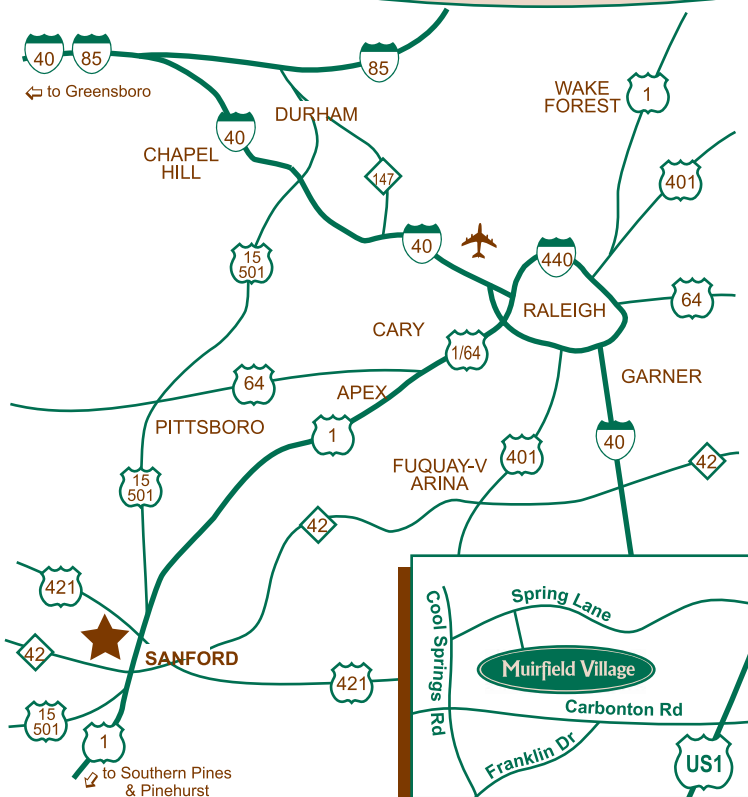 40
85
85
to Greensboro
WAKE
FOREST
1
DURHAM
40
CHAPEL
HILL
147
401
15
501
40
440
64
RALEIGH
CARY
1/64
64
APEX
GARNER
PITTSBORO
1
40
FUQUAY-V
ARINA
401
42
15
501
42
421
SANFORD
42
421
15
501
1
to Southern Pines
& Pinehurst
Cool Springs Rd
Spring Lane
Muirfield Village
Carbonton Rd
Franklin Dr
US1